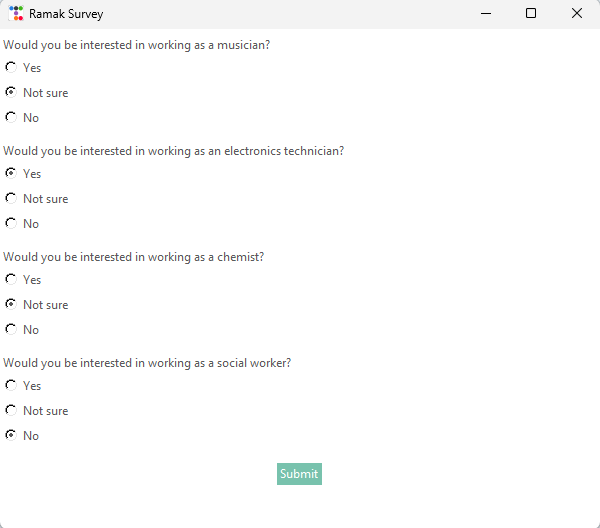 Ramak Survey
Would you be interested in working as a musician?
Yes
Not sure
No
Would you be interested in working as an electronics technician?
Yes
Not sure
No
Would you be interested in working as a chemist?
Yes
Not sure
No
Would you be interested in working as a social worker?
Yes
Not sure
No
Submit